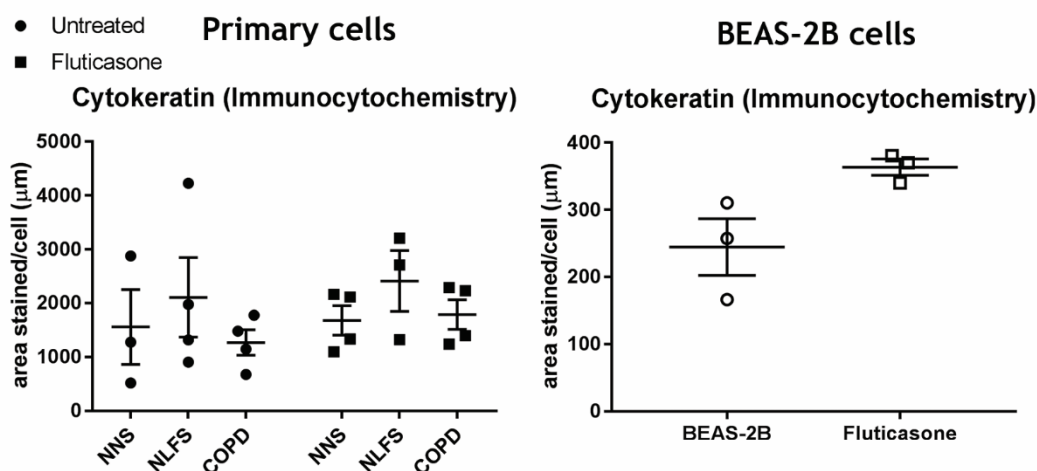 Untreated
Fluticasone
Primary cells
Cytokeratin (Immunocytochemistry)
area stained/cell (μm)
5000
4000
3000
2000
1000
0
NNS
NLFS
COPD
NNS
NLFS
COPD
BEAS-2B cells
Cytokeratin (Immunocytochemistry)
area stained/cell (μm)
400
300
200
100
0
BEAS-2B
Fluticasone